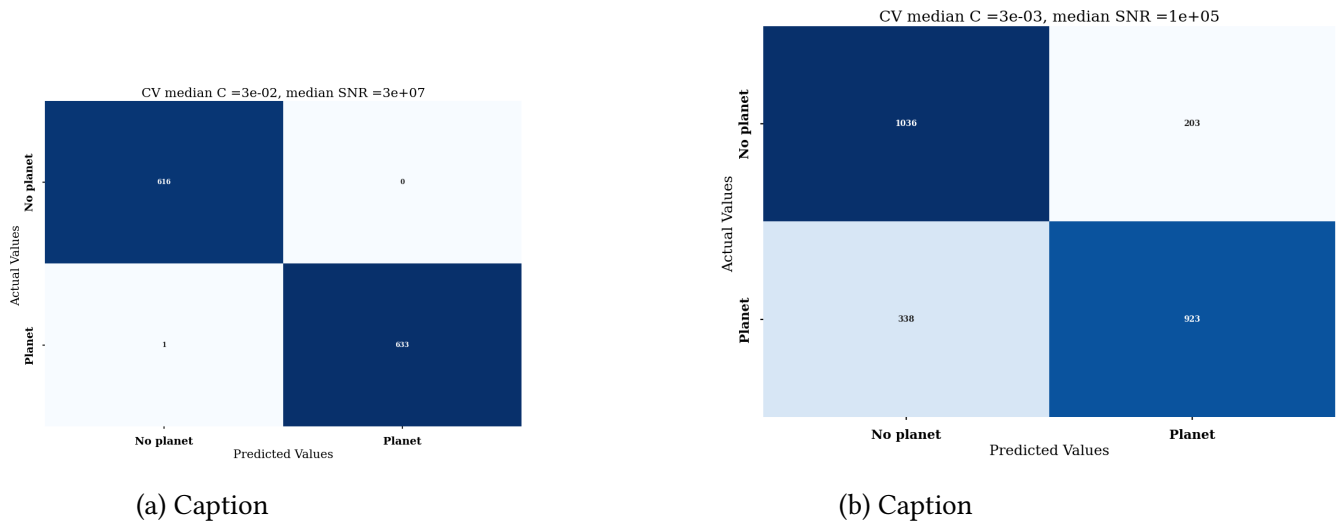 CV median C =3e-02, median SNR =3e+07
No planet
616
0
Actual Values
Planet
1
633
No planet
Planet
Predicted Values
(a) Caption
CV median C =3e-03, median SNR =1e+05
No planet
1036
203
Actual Values
Planet
338
923
No planet
Planet
Predicted Values
(b) Caption